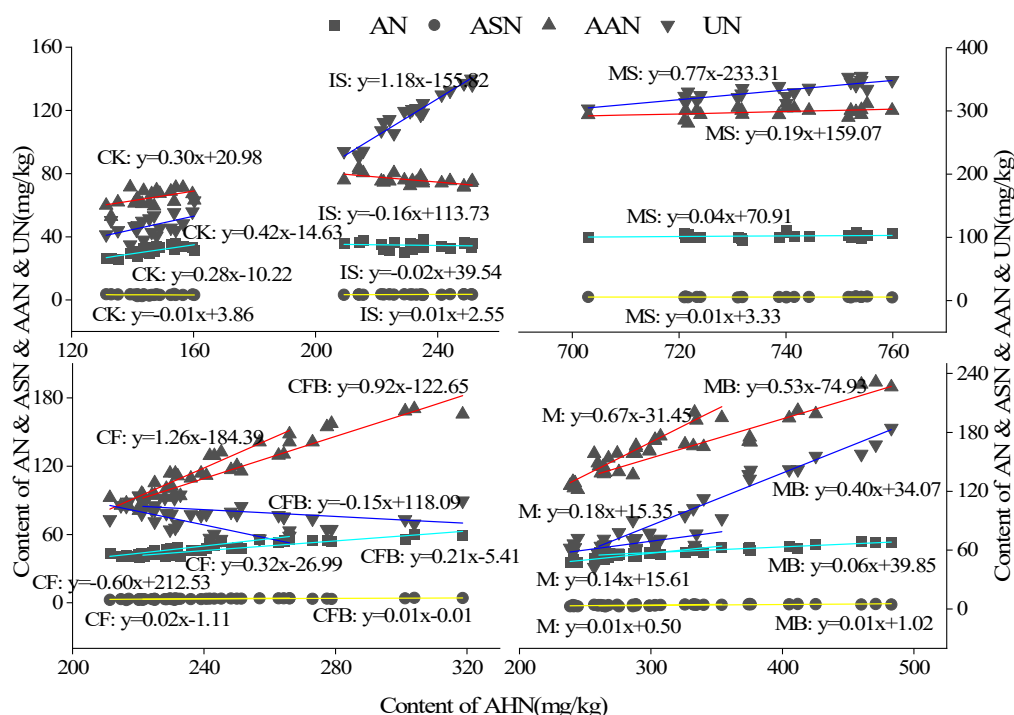 AN ASN AAN UN
160
120
80
40
0
120 160 200 240
CK: y=0.30x+20.98
CK: y=0.42x-14.63
CK: y=0.28x-10.22
CK: y=-0.01x+3.86
IS: y=1.18x-155.82
IS: y=-0.16x+113.73
IS: y=-0.02x+39.54
IS: y=0.01x+2.55
400
300
200
100
0
700 720 740 760
MS: y=0.77x-233.31
MS: y=0.19x+159.07
MS: y=0.04x+70.91
MS: y=0.01x+3.33
180
120
60
0
200 240 280 320
CFB: y=0.92x-122.65
CF: y=1.26x-184.39
CFB: y=-0.15x+118.09
CFB: y=0.21x-5.41
CF: y=0.32x-26.99
CF: y=-0.60x+212.53
CF: y=0.02x-1.11
CFB: y=0.01x-0.01
240
180
120
60
0
200 300 400 500
MB: y=0.53x-74.93
M: y=0.67x-31.45
MB: y=0.40x+34.07
M: y=0.18x+15.35
M: y=0.14x+15.61
MB: y=0.06x+39.85
M: y=0.01x+0.50
MB: y=0.01x+1.02
Content of AN & ASN & AAN & UN(mg/kg)
Content of AN & ASN & AAN & UN(mg/kg)
Content of AHN(mg/kg)